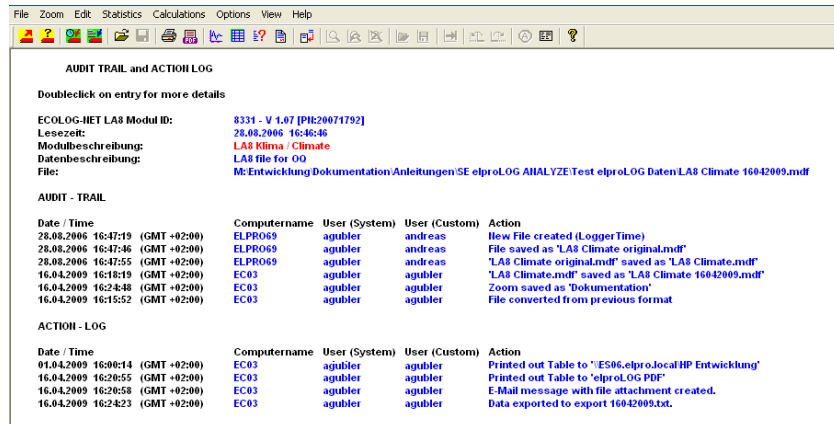 File Zoom Edit Statistics Calculations Options View Help
AUDIT TRAIL and ACTION LOG
Doubleclick on entry for more details
ECOLOG-NET LA8 Modul ID: 8331 - V 1.07 [PN:20071792]
Lesezeit: 28.08.2006 16:46:46
Modulbeschreibung: LA8 Klima / Climate
Datenbeschreibung: LA8 file for OQ
File: M:\Entwicklung\Dokumentation\Anleitungen\SE elproLOG ANALYZE\Test elproLOG Daten\LA8 Climate 16042009.mdf
AUDIT - TRAIL
Date / Time Computername User (System) User (Custom) Action
28.08.2006 16:47:19 (GMT +02:00) ELPRO69 agubler andreas New File created (LoggerTime)
28.08.2006 16:47:46 (GMT +02:00) ELPRO69 agubler andreas File saved as 'LA8 Climate original.mdf'
28.08.2006 16:47:55 (GMT +02:00) ELPRO69 agubler andreas 'LA8 Climate original.mdf' saved as 'LA8 Climate.mdf'
16.04.2009 16:18:19 (GMT +02:00) EC03 agubler agubler 'LA8 Climate.mdf' saved as 'LA8 Climate 16042009.mdf'
16.04.2009 16:24:48 (GMT +02:00) EC03 agubler agubler Zoom saved as 'Dokumentation'
16.04.2009 16:15:52 (GMT +02:00) EC03 agubler agubler File converted from previous format
ACTION - LOG
Date / Time Computername User (System) User (Custom) Action
01.04.2009 16:00:14 (GMT +02:00) EC03 agubler agubler Printed out Table to '\\ES06.elpro.local\HP Entwicklung'
16.04.2009 16:20:55 (GMT +02:00) EC03 agubler agubler Printed out Table to 'elproLOG PDF'
16.04.2009 16:20:58 (GMT +02:00) EC03 agubler agubler E-Mail message with file attachment created.
16.04.2009 16:24:23 (GMT +02:00) EC03 agubler agubler Data exported to export 16042009.txt.